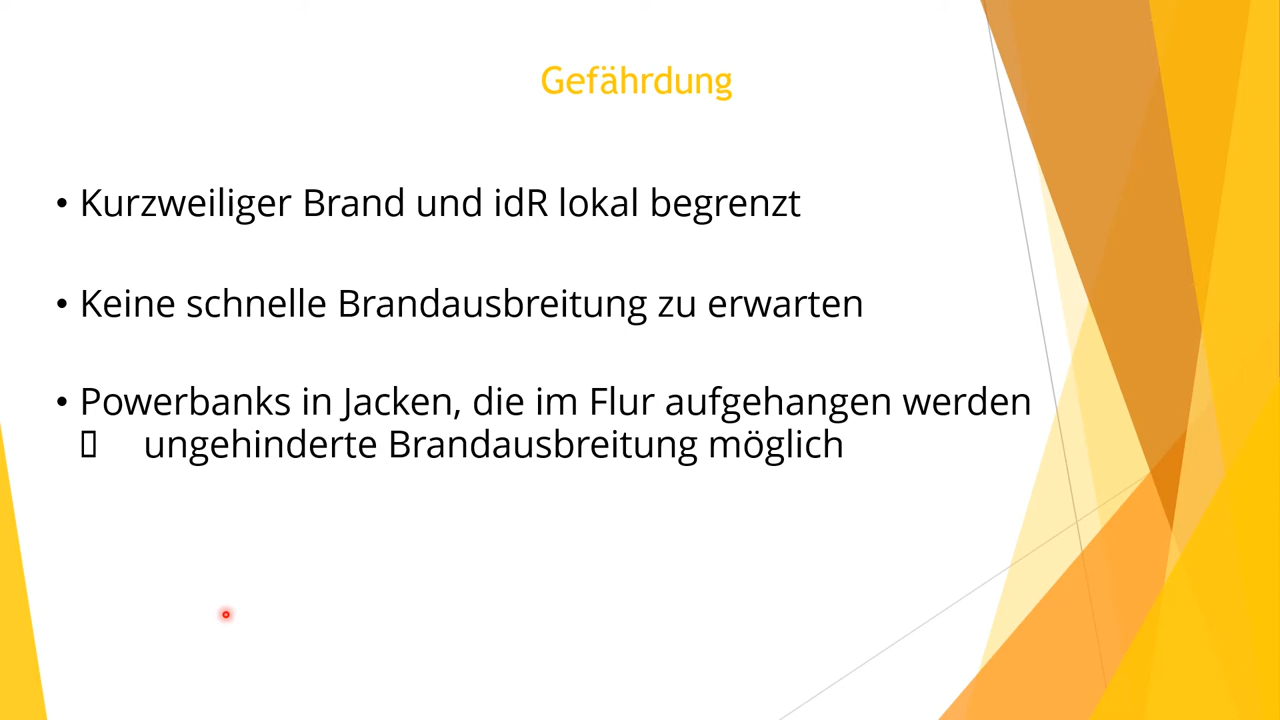 Gefährdung
• Kurzweiliger Brand und idR lokal begrenzt
• Keine schnelle Brandausbreitung zu erwarten
• Powerbanks in Jacken, die im Flur aufgehangen werden
▯ ungehinderte Brandausbreitung möglich